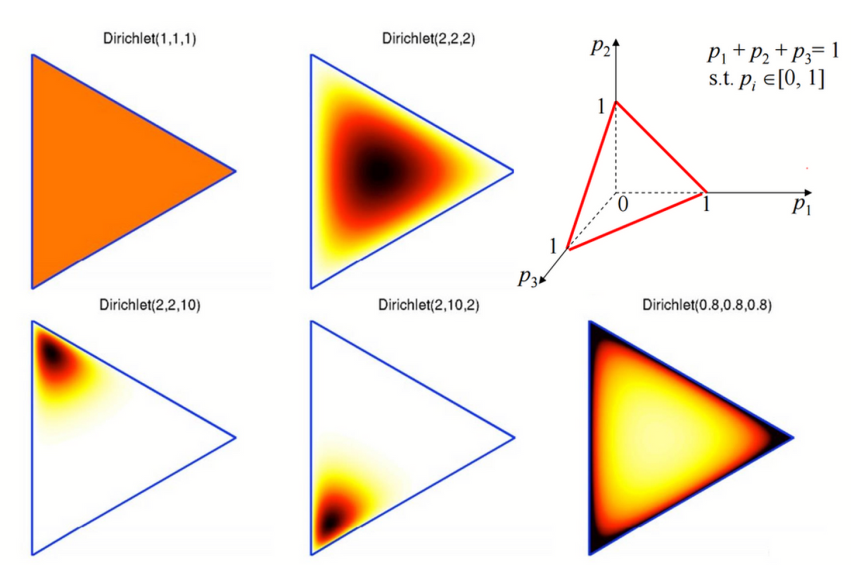 Dirichlet(1,1,1)
Dirichlet(2,2,2)
p2
p1 + p2 + p3= 1
s.t. pi ∈[0, 1]
1
0
1
p1
1
p3
Dirichlet(2,2,10)
Dirichlet(2,10,2)
Dirichlet(0.8,0.8,0.8)